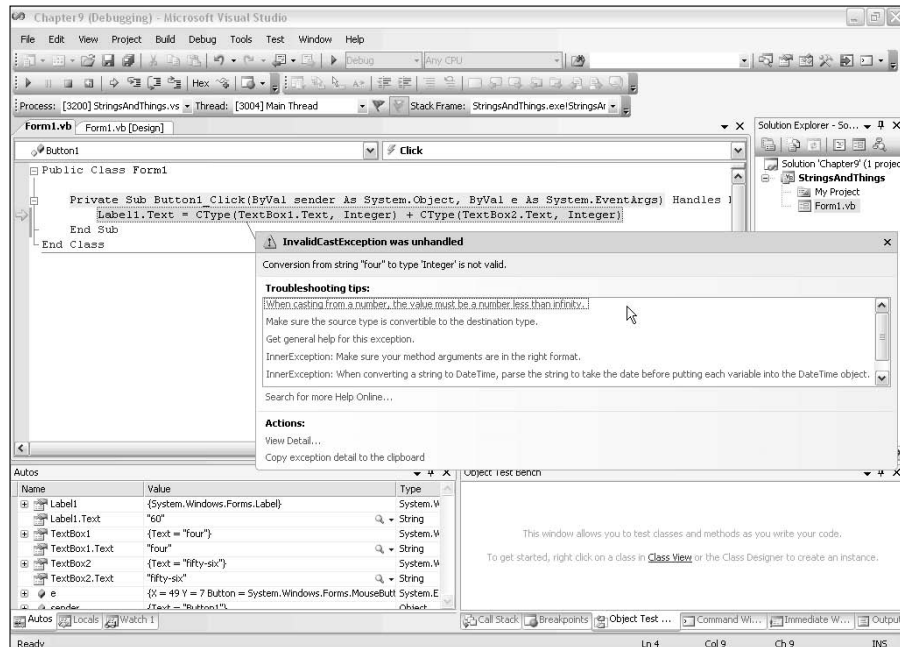 Chapter9 (Debugging) - Microsoft Visual Studio
File Edit View Project Build Debug Tools Test Window Help
Debug Any CPU
Hex
Process: [3200] StringsAndThings.vs Thread: [3004] Main Thread Stack Frame: StringsAndThings.exe!StringsAr
Form1.vb Form1.vb [Design]
Button1 Click
Public Class Form1
Private Sub Button1_Click(ByVal sender As System.Object, ByVal e As System.EventArgs) Handles
Label1.Text = CType(TextBox1.Text, Integer) + CType(TextBox2.Text, Integer)
End Sub
End Class
InvalidCastException was unhandled
Conversion from string "four" to type 'Integer' is not valid.
Troubleshooting tips:
When casting from a number, the value must be a number less than infinity.
Make sure the source type is convertible to the destination type.
Get general help for this exception.
InnerException: Make sure your method arguments are in the right format.
InnerException: When converting a string to DateTime, parse the string to take the date before putting each variable into the DateTime object.
Search for more Help Online...
Actions:
View Detail...
Copy exception detail to the clipboard
Solution Explorer - So...
Solution 'Chapter9' (1 projec
StringsAndThings
My Project
Form1.vb
Autos
Name Value Type
Label1 {System.Windows.Forms.Label} System.W
Label1.Text "60" String
TextBox1 {Text = "four"} System.W
TextBox1.Text "four" String
TextBox2 {Text = "fifty-six"} System.W
TextBox2.Text "fifty-six" String
e {X = 49 Y = 7 Button = System.Windows.Forms.MouseButt System.E
sender {Text = "Button1"} Object
Autos Locals Watch 1
Object Test Bench
This window allows you to test classes and methods as you write your code.
To get started, right click on a class in Class View or the Class Designer to create an instance.
Call Stack Breakpoints Object Test ... Command Wi... Immediate W... Output
Ready Ln 4 Col 9 Ch 9 INS